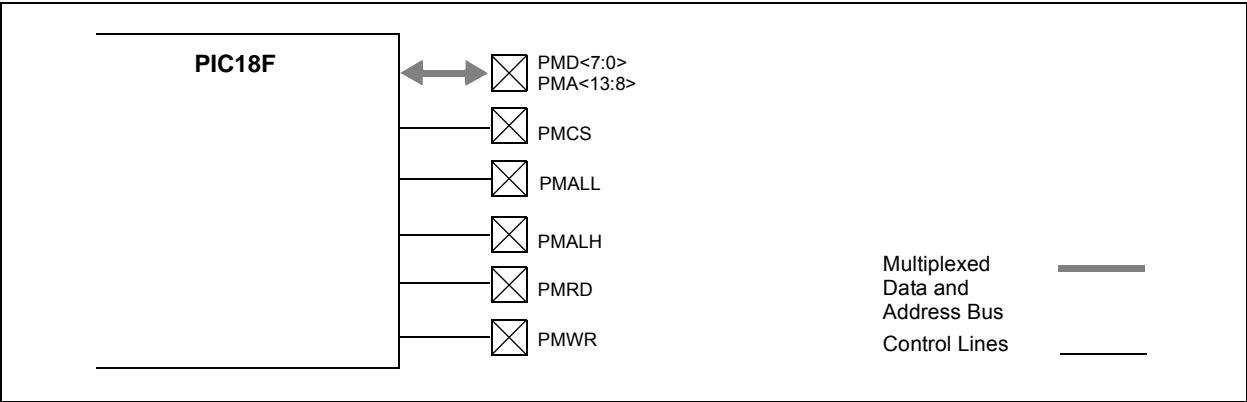 PIC18F
PMD<7:0>
PMA<13:8>
PMCS
PMALL
PMALH
PMRD
PMWR
Multiplexed
Data and
Address Bus
Control Lines